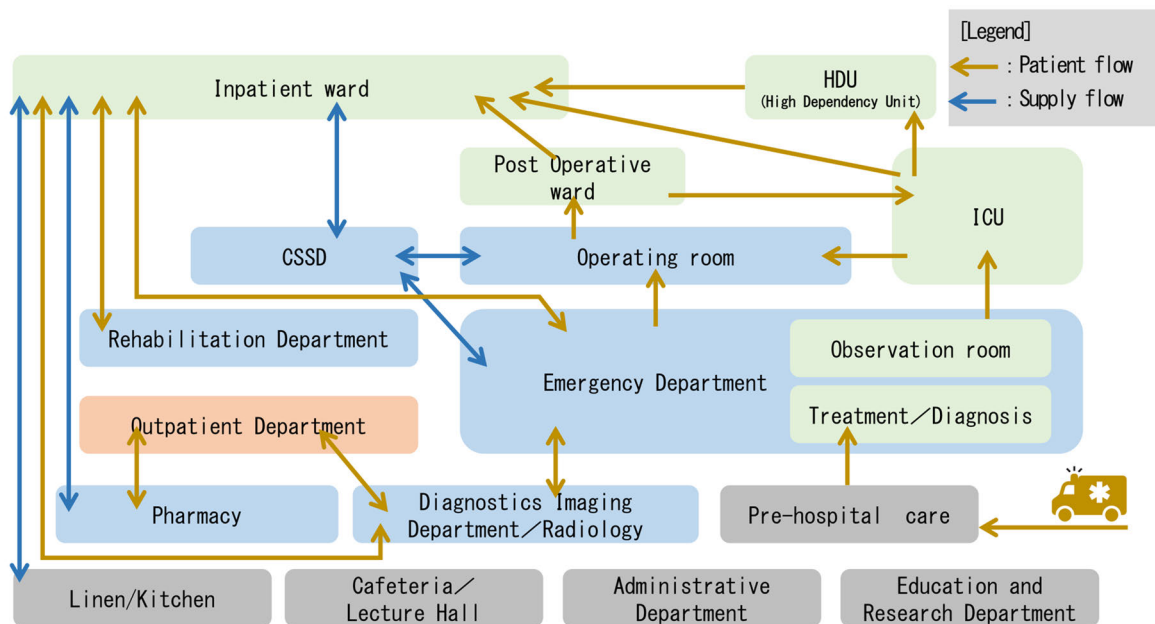 [Legend]
: Patient flow
: Supply flow
Inpatient ward
HDU
(High Dependency Unit)
Post Operative
ward
ICU
CSSD
Operating room
Rehabilitation Department
Observation room
Emergency Department
Treatment／Diagnosis
Outpatient Department
Pharmacy
Diagnostics Imaging
Department／Radiology
Pre-hospital care
Linen/Kitchen
Cafeteria／
Lecture Hall
Administrative
Department
Education and
Research Department